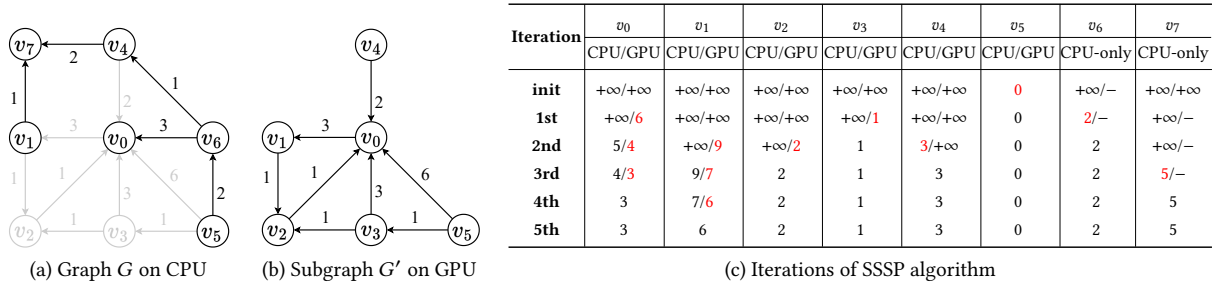 v7 v4
2
1 2 1
v1 3 v0 3 v6
1 1 3 6 2
v2 1 v3 1 v5
(a) Graph G on CPU
v4
2
v1 3 v0
1 1 3 6
v2 1 v3 1 v5
(b) Subgraph G′ on GPU
Iteration v0 v1 v2 v3 v4 v5 v6 v7
CPU/GPU CPU/GPU CPU/GPU CPU/GPU CPU/GPU CPU/GPU CPU-only CPU-only
init +∞/+∞ +∞/+∞ +∞/+∞ +∞/+∞ +∞/+∞ 0 +∞/− +∞/+∞
1st +∞/6 +∞/+∞ +∞/+∞ +∞/1 +∞/+∞ 0 2/− +∞/−
2nd 5/4 +∞/9 +∞/2 1 3/+∞ 0 2 +∞/−
3rd 4/3 9/7 2 1 3 0 2 5/−
4th 3 7/6 2 1 3 0 2 5
5th 3 6 2 1 3 0 2 5
(c) Iterations of SSSP algorithm